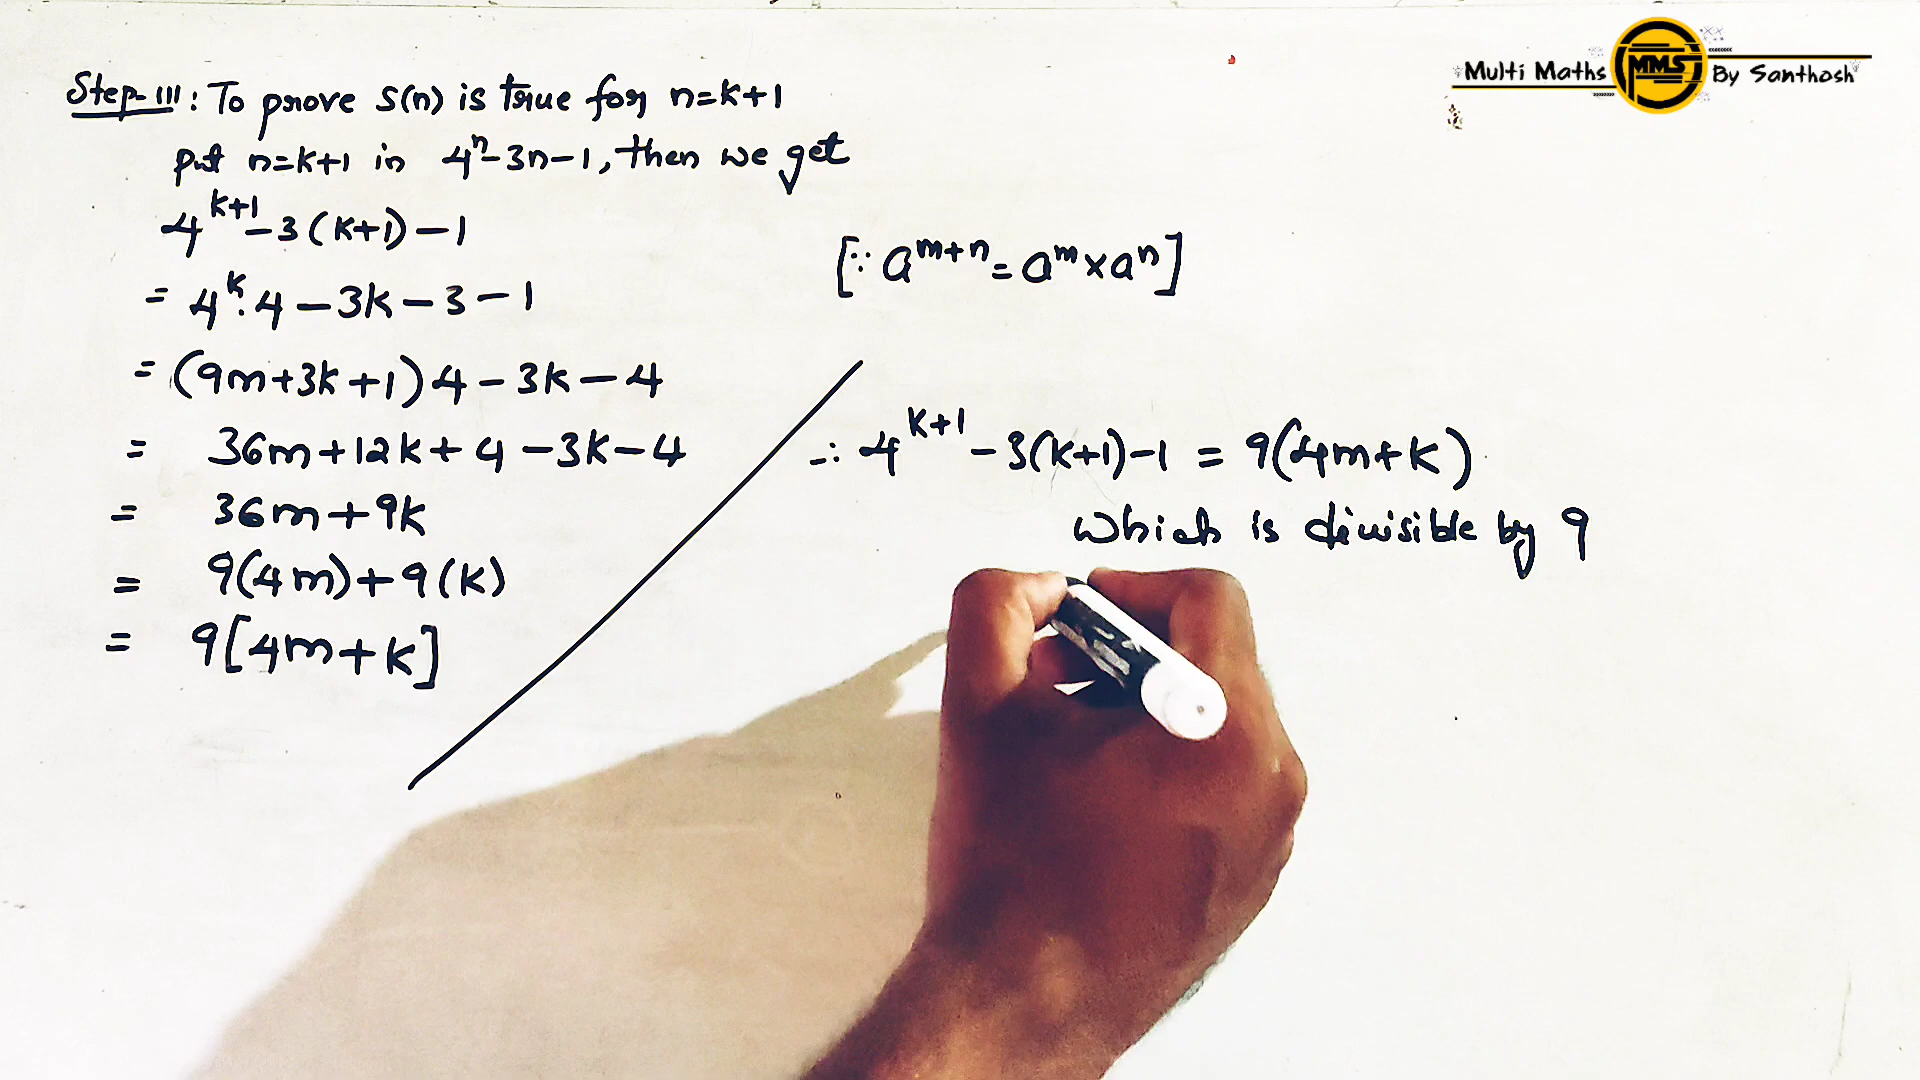 Multi Maths MMS By Santhosh
Step-III: To prove S(n) is true for n=k+1
put n=k+1 in 4ⁿ-3n-1, then we get
4^(k+1) -3(k+1)-1
= 4^k.4-3k-3-1
[∵ a^(m+n) = a^m × a^n]
= (9m+3k+1)4-3k-4
= 36m+12k+4-3k-4
= 36m+9k
= 9(4m)+9(k)
= 9[4m+k]
∴ 4^(k+1) -3(k+1)-1 = 9(4m+k)
which is divisible by 9